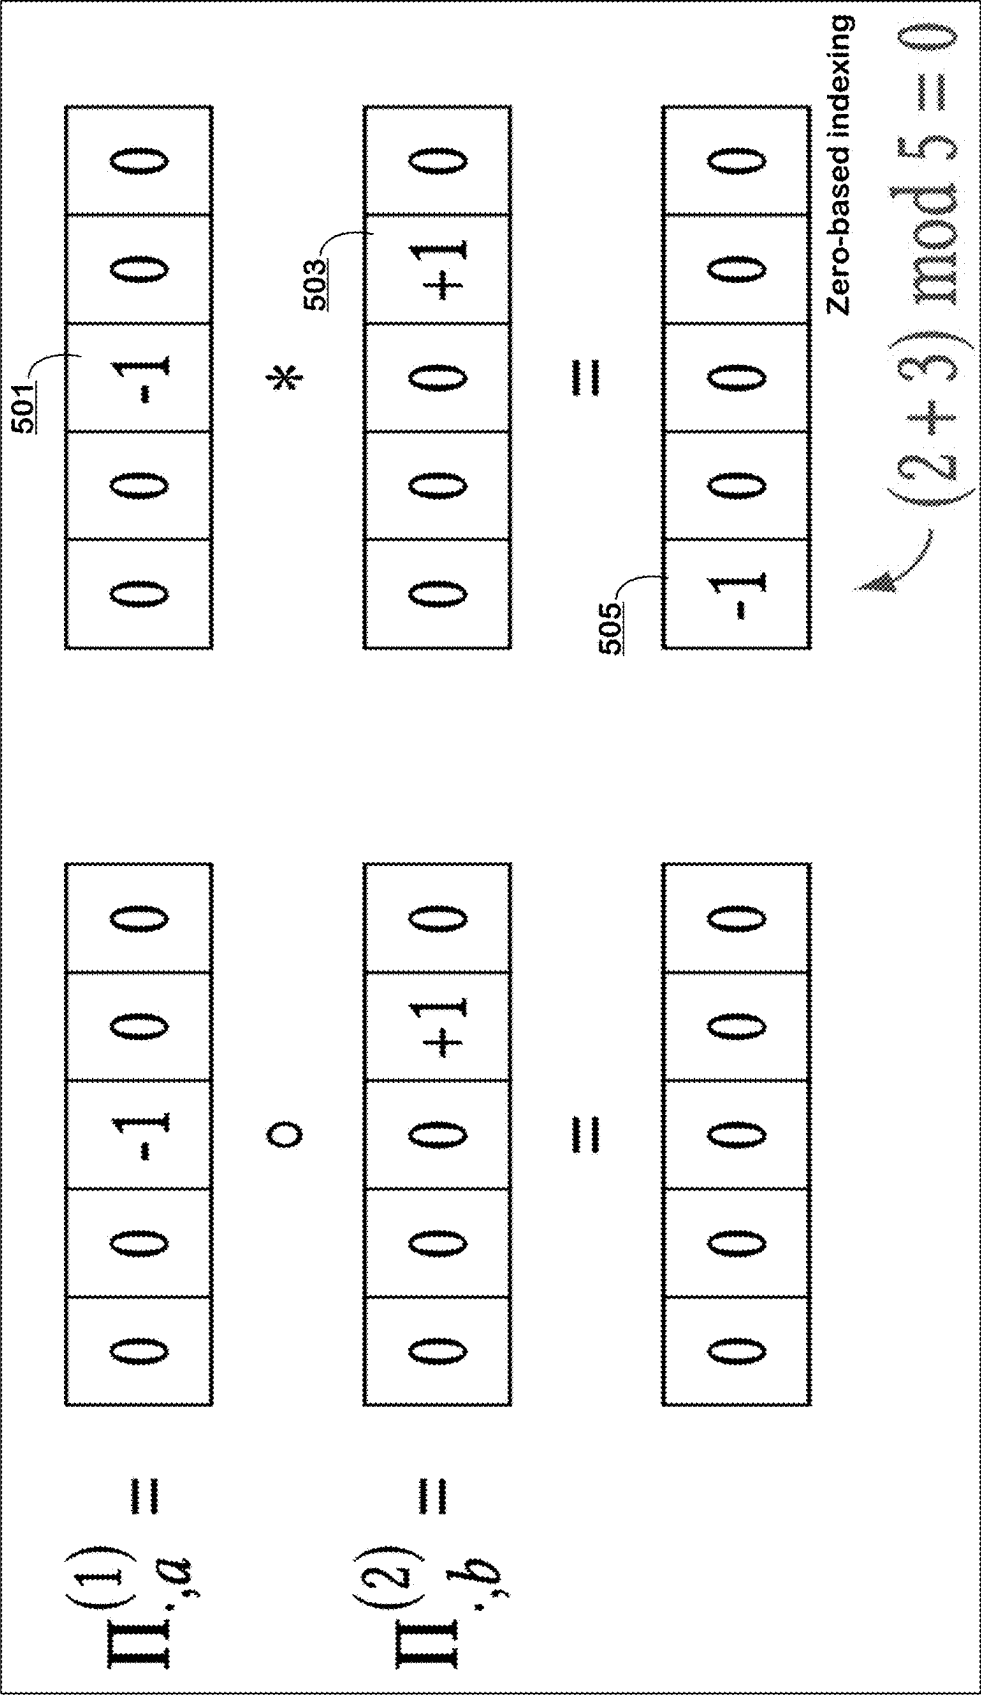 501
Π^(1)_·,a = 0 0 -1 0 0 0 0 -1 0 0
∘ * 503
Π^(2)_·,b = 0 0 0 +1 0 0 0 0 +1 0
= 505 =
0 0 0 0 0 -1 0 0 0 0
Zero-based indexing
(2 + 3) mod 5 = 0